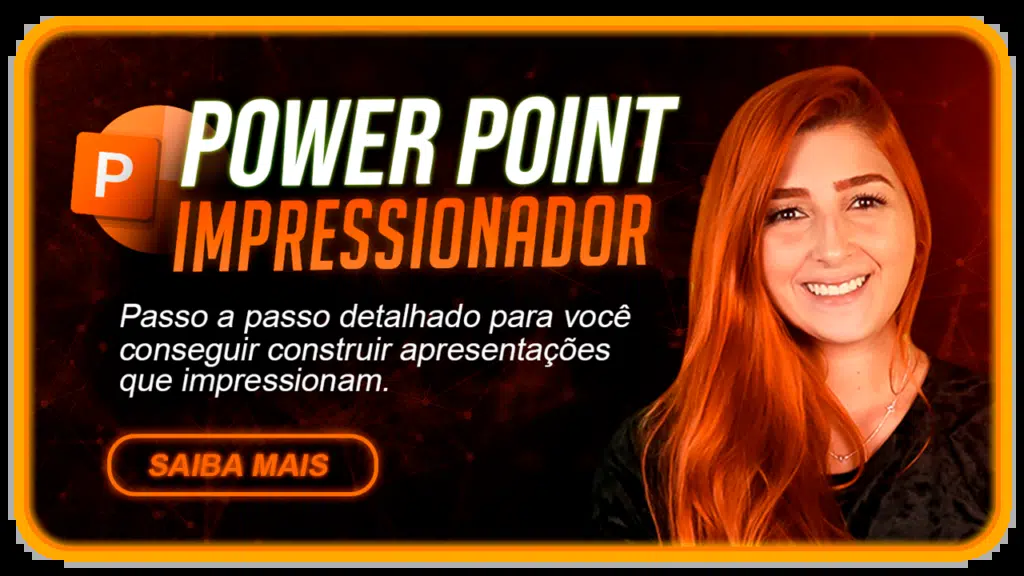 P
POWER POINT
IMPRESSIONADOR
Passo a passo detalhado para você
conseguir construir apresentações
que impressionam.
SAIBA MAIS